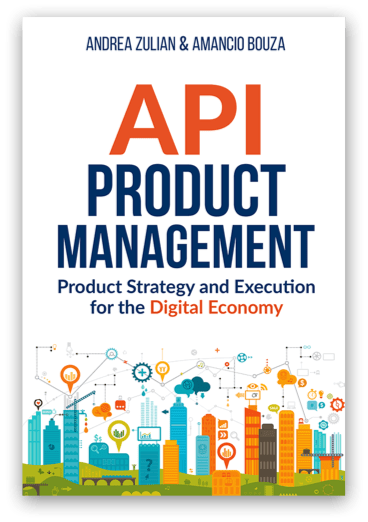 ANDREA ZULIAN & AMANCIO BOUZA
API
PRODUCT
MANAGEMENT
Product Strategy and Execution
for the Digital Economy